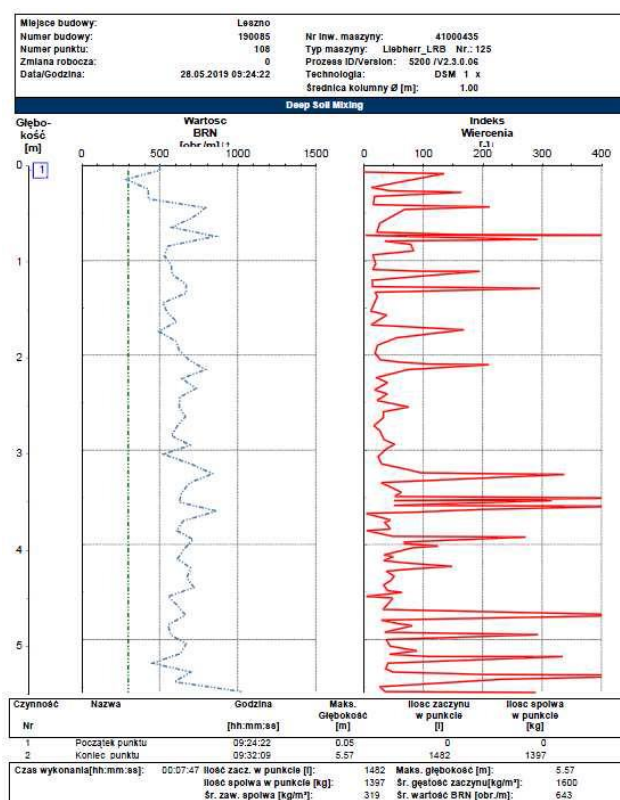 Miejsce budowy: Leszno
Numer budowy: 190085 Nr inw. maszyny: 41000435
Numer punktu: 108 Typ maszyny: Liebherr_LRB Nr.: 125
Zmiana robocza: 0 Prozess ID/Version: 5200 /V2.3.0.06
Data/Godzina: 28.05.2019 09:24:22 Technologia: DSM 1 x
Średnica kolumny Ø [m]: 1.00
Deep Soil Mixing
Głębo- Wartosc Indeks
kość BRN Wiercenia
[m] [obr./m] [-]
0 500 1000 1500 0 100 200 300 400
0 1
1
2
3
4
5
Czynność Nazwa Godzina Maks. Ilosc zaczynu Ilosc spolwa
Głębokość w punkcie w punkcie
Nr [hh:mm:ss] [m] [l] [kg]
1 Początek punktu 09:24:22 0.05 0 0
2 Koniec punktu 09:32:09 5.57 1482 1397
Czas wykonania[hh:mm:ss]: 00:07:47 Ilość zacz. w punkcie [l]: 1482 Maks. głębokość [m]: 5.57
Ilość spolwa w punkcie [kg]: 1397 Śr. gęstość zaczynu[kg/m³]: 1600
Śr. zaw. spolwa [kg/m³]: 319 Śr. wartość BRN [obr./m]: 643